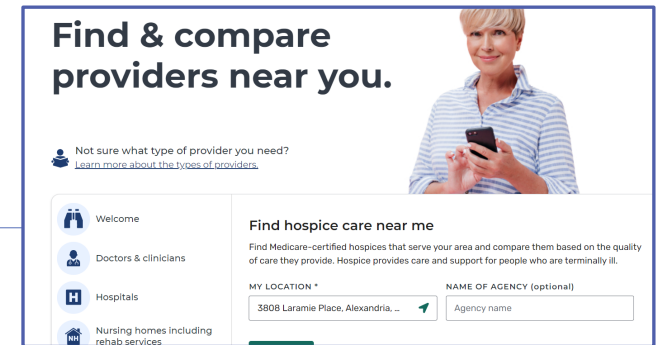 Find & compare
providers near you.
Not sure what type of provider you need?
Learn more about the types of providers.
Welcome
Doctors & clinicians
H
Hospitals
NH
Nursing homes including
rehab services
Find hospice care near me
Find Medicare-certified hospices that serve your area and compare them based on the quality
of care they provide. Hospice provides care and support for people who are terminally ill.
MY LOCATION *
NAME OF AGENCY (optional)
3808 Laramie Place, Alexandria, ...
Agency name